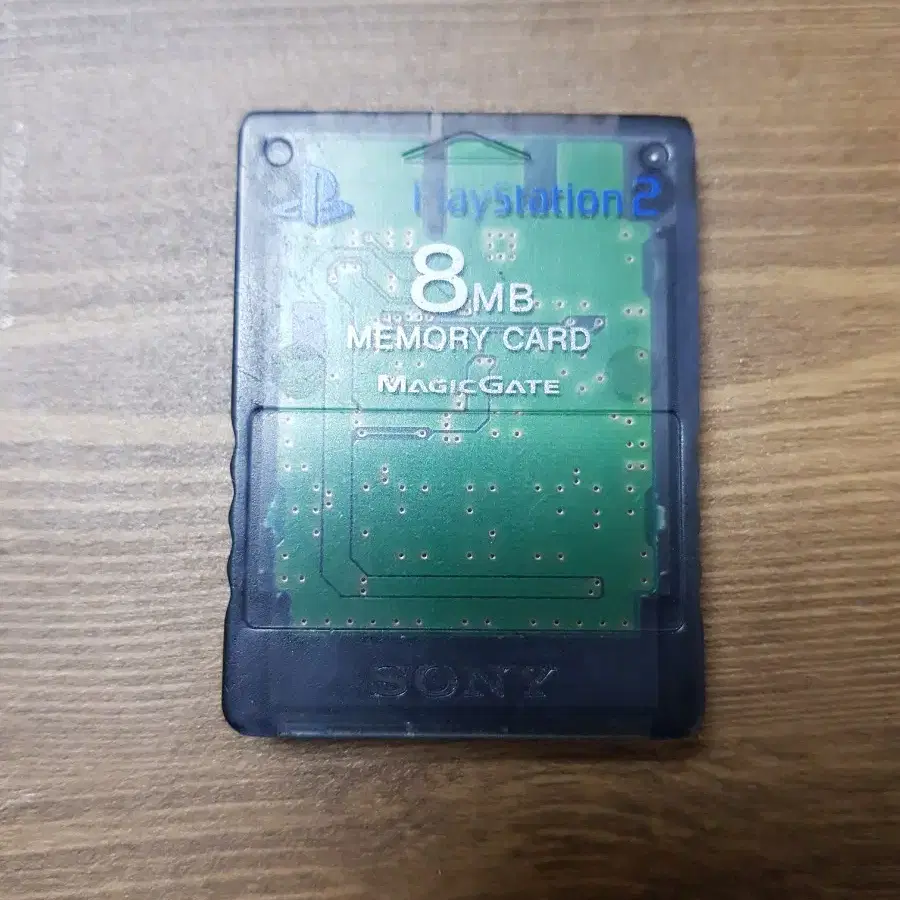 PlayStation 2
8MB
MEMORY CARD
MAGICGATE
SONY